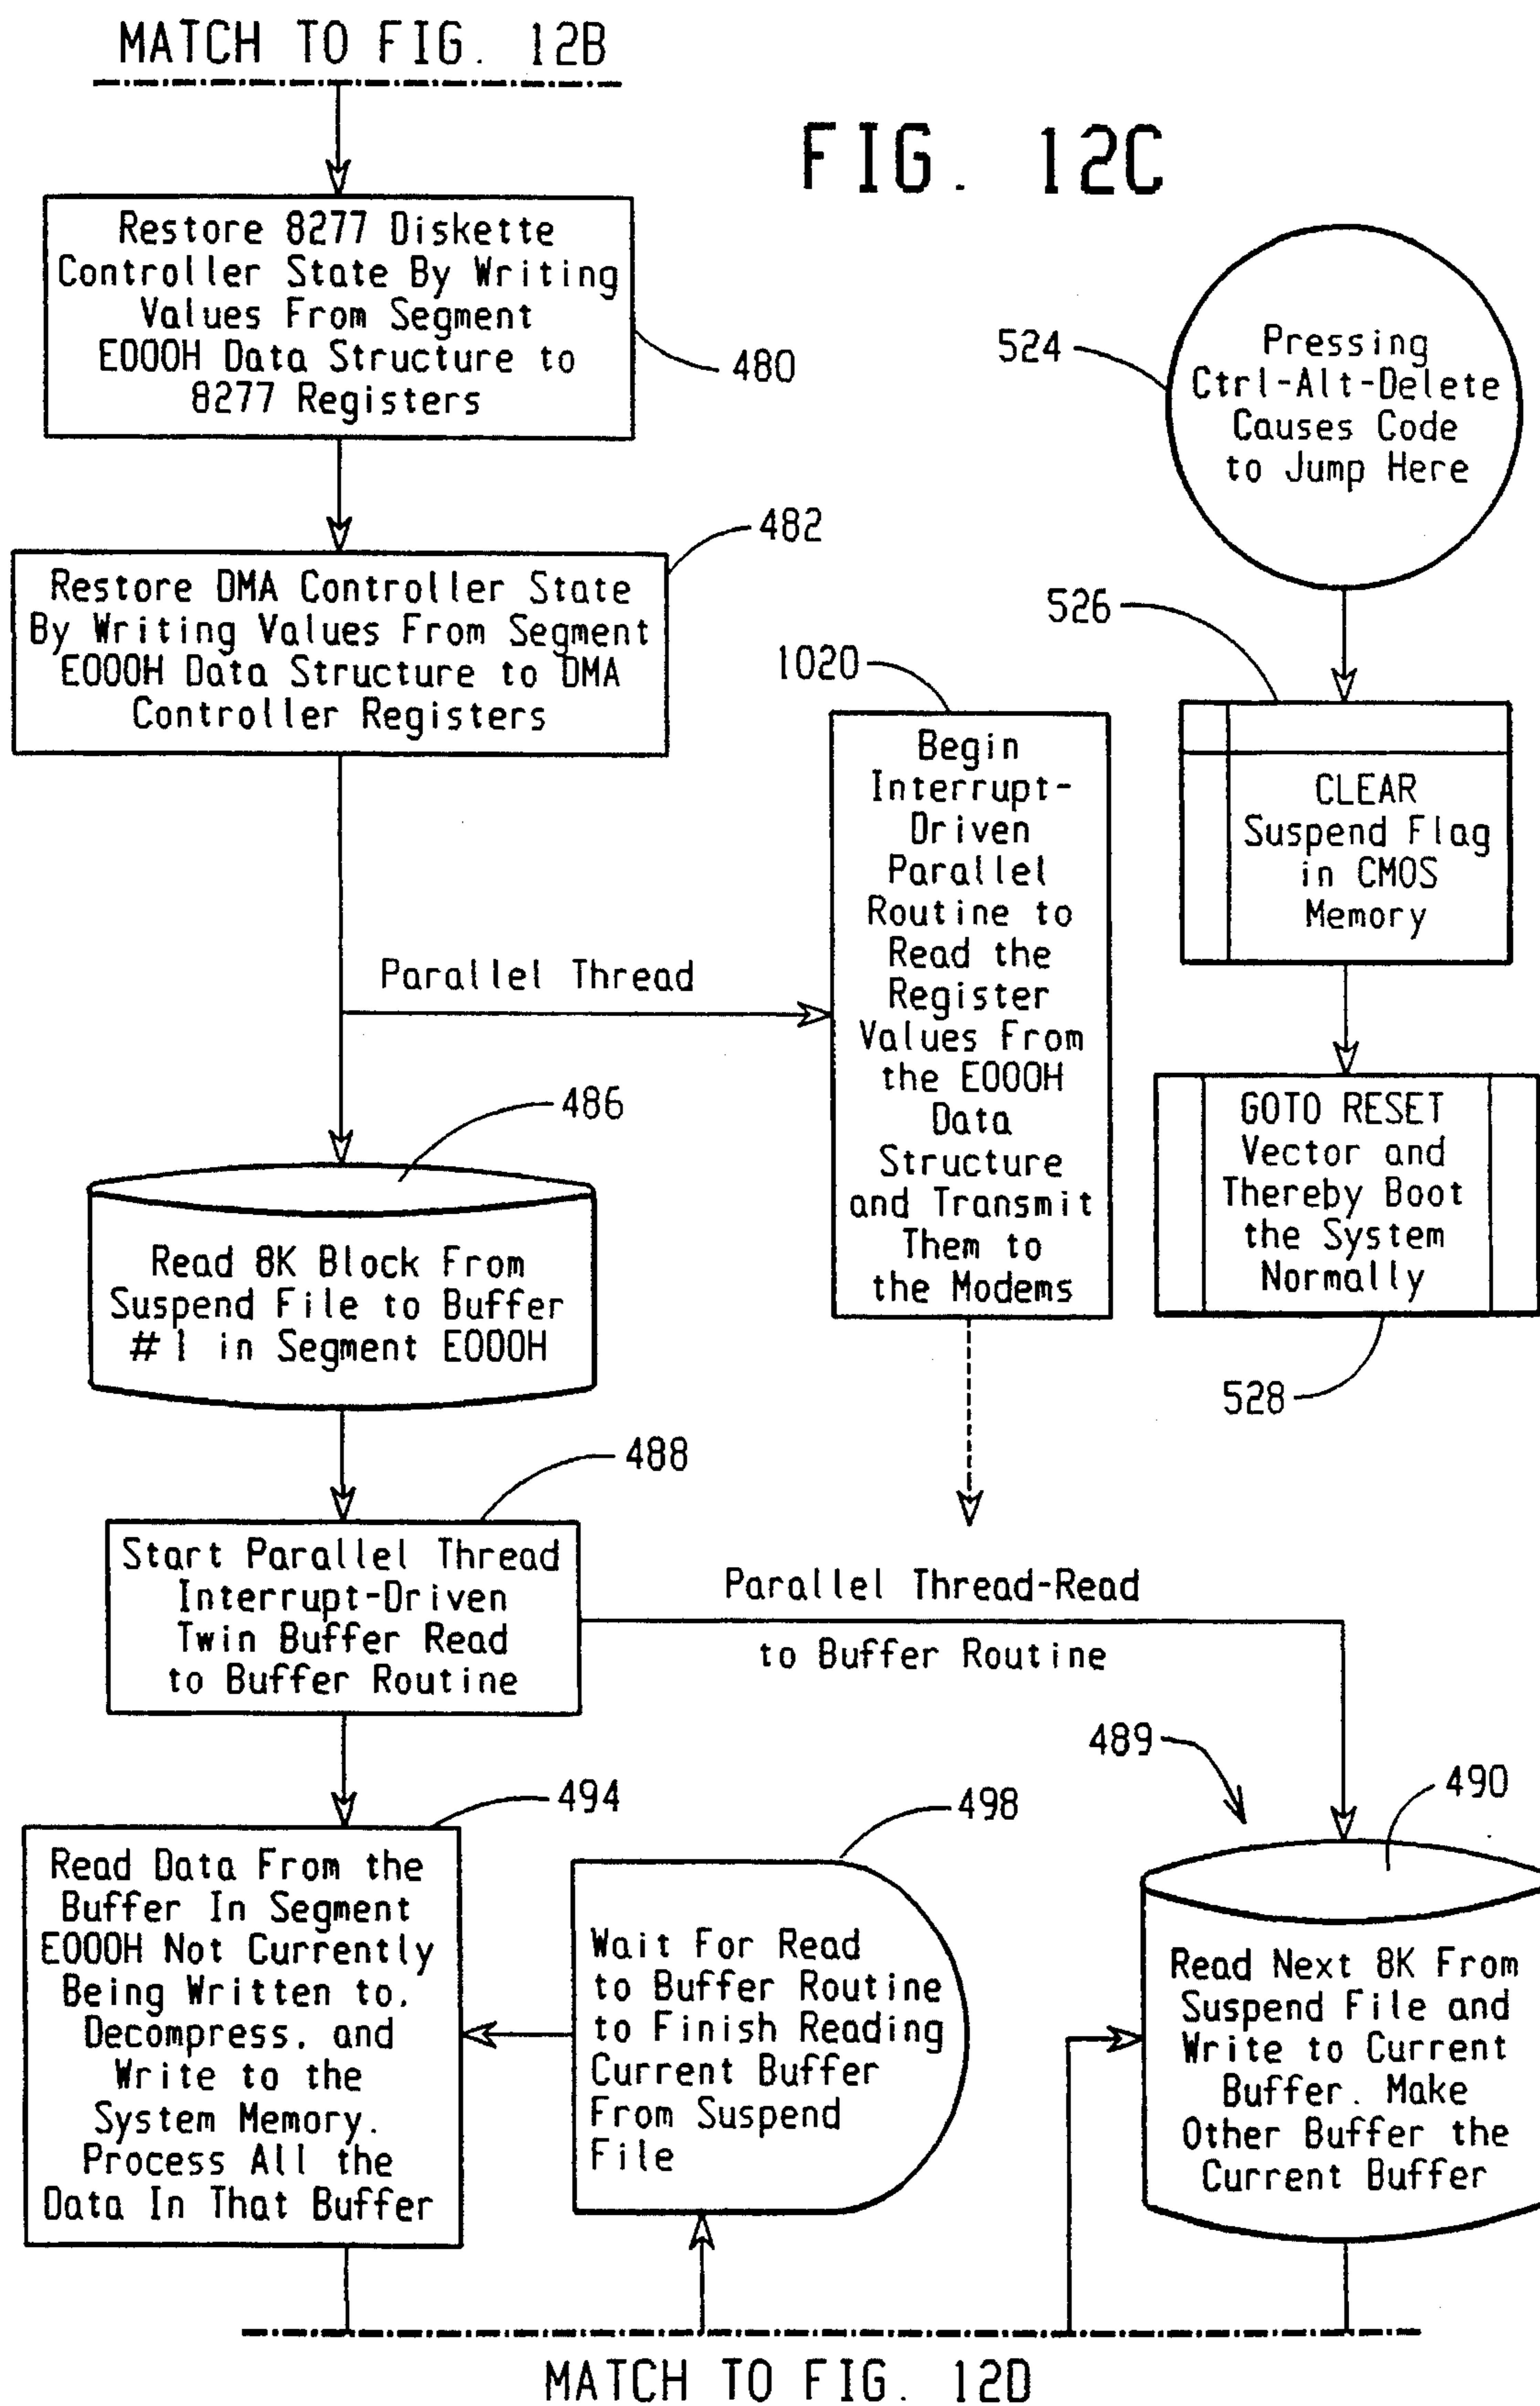 MATCH TO FIG. 12B
FIG. 12C
Restore 8277 Diskette
Controller State By Writing
Values From Segment
E000H Data Structure to
8277 Registers
480
482
Restore DMA Controller State
By Writing Values From Segment
E000H Data Structure to DMA
Controller Registers
Parallel Thread
1020
Begin
Interrupt-
Driven
Parallel
Routine to
Read the
Register
Values From
the E000H
Data
Structure
and Transmit
Them to
the Modems
524
Pressing
Ctrl-Alt-Delete
Causes Code
to Jump Here
526
CLEAR
Suspend Flag
in CMOS
Memory
GOTO RESET
Vector and
Thereby Boot
the System
Normally
528
486
Read 8K Block From
Suspend File to Buffer
#1 in Segment E000H
488
Start Parallel Thread
Interrupt-Driven
Twin Buffer Read
to Buffer Routine
Parallel Thread-Read
to Buffer Routine
494
Read Data From the
Buffer In Segment
E000H Not Currently
Being Written to,
Decompress, and
Write to the
System Memory.
Process All the
Data In That Buffer
498
Wait For Read
to Buffer Routine
to Finish Reading
Current Buffer
From Suspend
File
489
490
Read Next 8K From
Suspend File and
Write to Current
Buffer. Make
Other Buffer the
Current Buffer
MATCH TO FIG. 12D